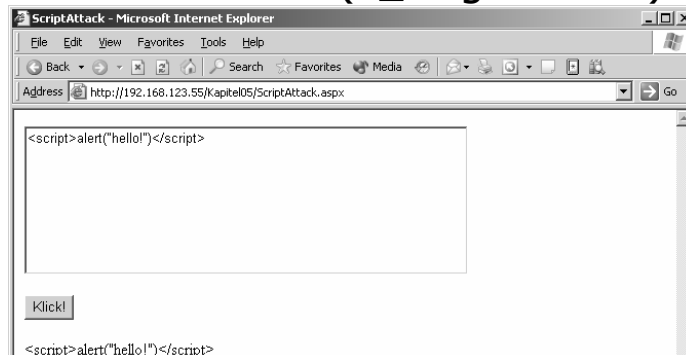 ScriptAttack - Microsoft Internet Explorer
File Edit View Favorites Tools Help
Back Search Favorites Media
Address http://192.168.123.55/Kapitel05/ScriptAttack.aspx Go
<script>alert("hello!")</script>
Klick!
<script>alert("hello!")</script>